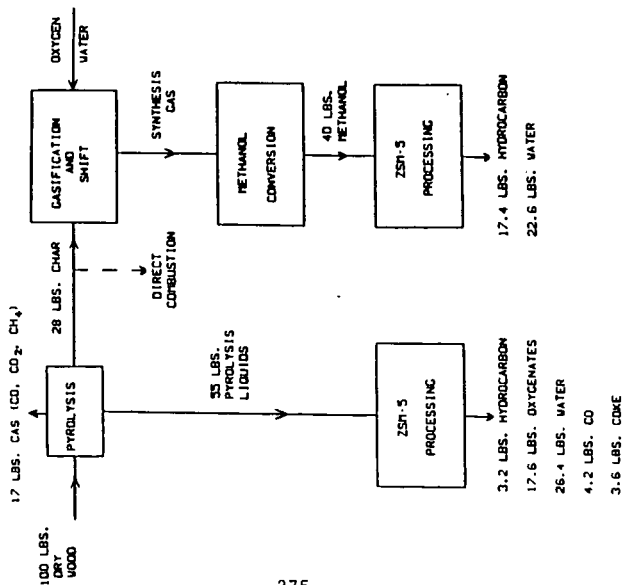 17 LBS. GAS (CO, CO2, CH4)
100 LBS.
DRY
WOOD
PYROLYSIS
28 LBS. CHAR
DIRECT
COMBUSTION
GASIFICATION
AND
SHIFT
OXYGEN
WATER
SYNTHESIS
GAS
METHANOL
CONVERSION
40 LBS.
METHANOL
ZSM-5
PROCESSING
17.4 LBS. HYDROCARBON
22.6 LBS. WATER
55 LBS.
PYROLYSIS
LIQUIDS
ZSM-5
PROCESSING
3.2 LBS. HYDROCARBON
17.6 LBS. OXYGENATES
26.4 LBS. WATER
4.2 LBS. CO
3.6 LBS. COKE
275